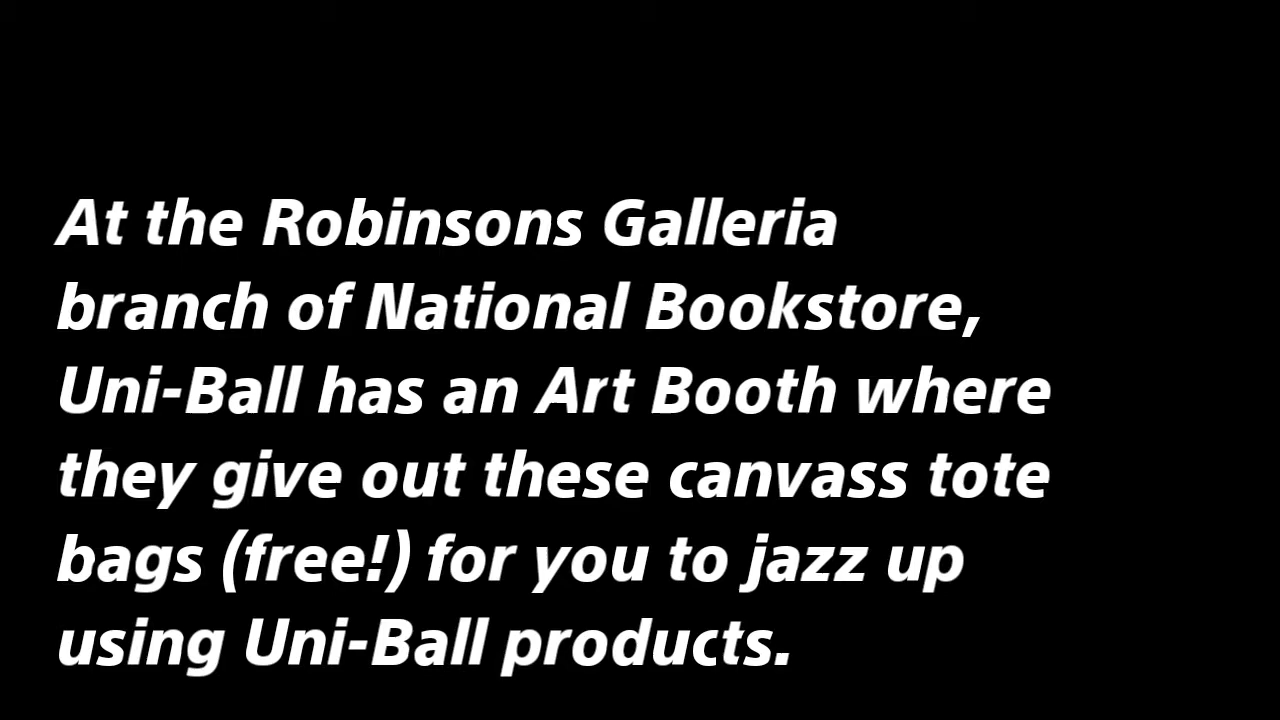 At the Robinsons Galleria
branch of National Bookstore,
Uni-Ball has an Art Booth where
they give out these canvass tote
bags (free!) for you to jazz up
using Uni-Ball products.